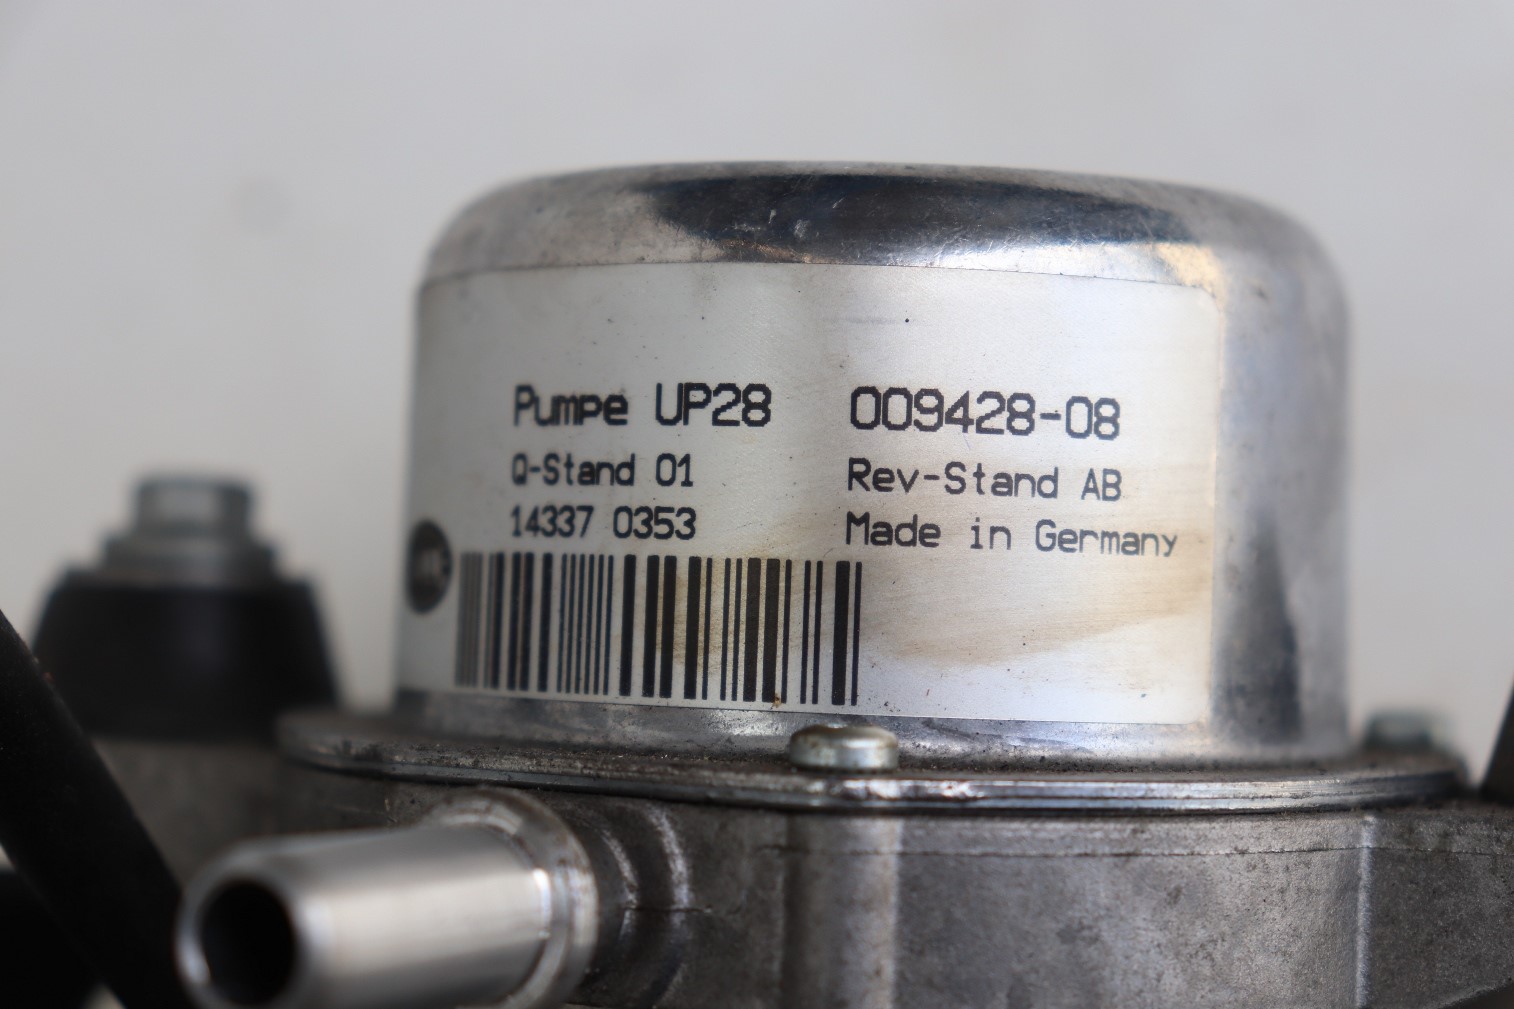 Pumpe UP28 009428-08
Q-Stand 01 Rev-Stand AB
14337 0353 Made in Germany